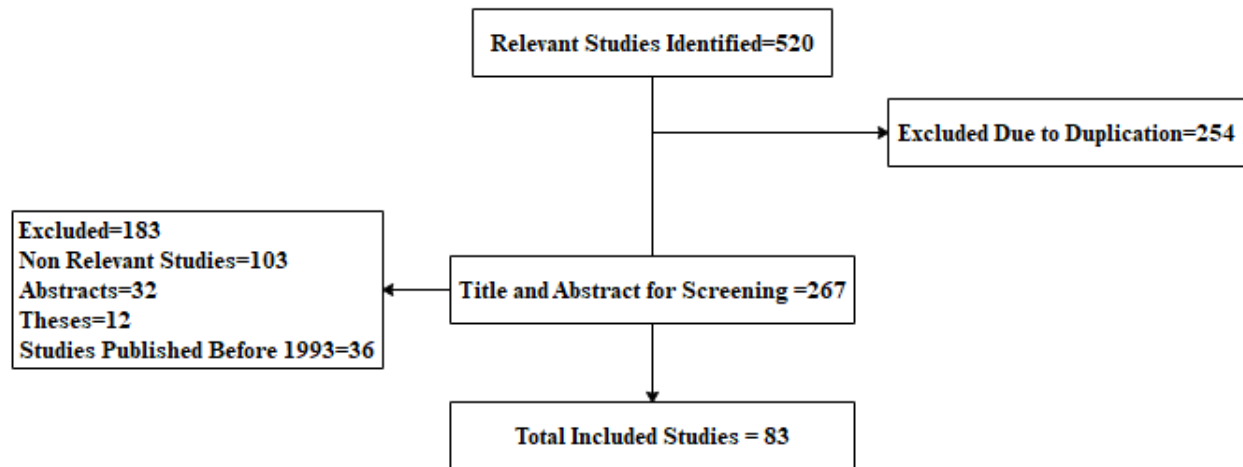 Relevant Studies Identified=520
Excluded Due to Duplication=254
Excluded=183
Non Relevant Studies=103
Abstracts=32
Theses=12
Studies Published Before 1993=36
Title and Abstract for Screening =267
Total Included Studies = 83